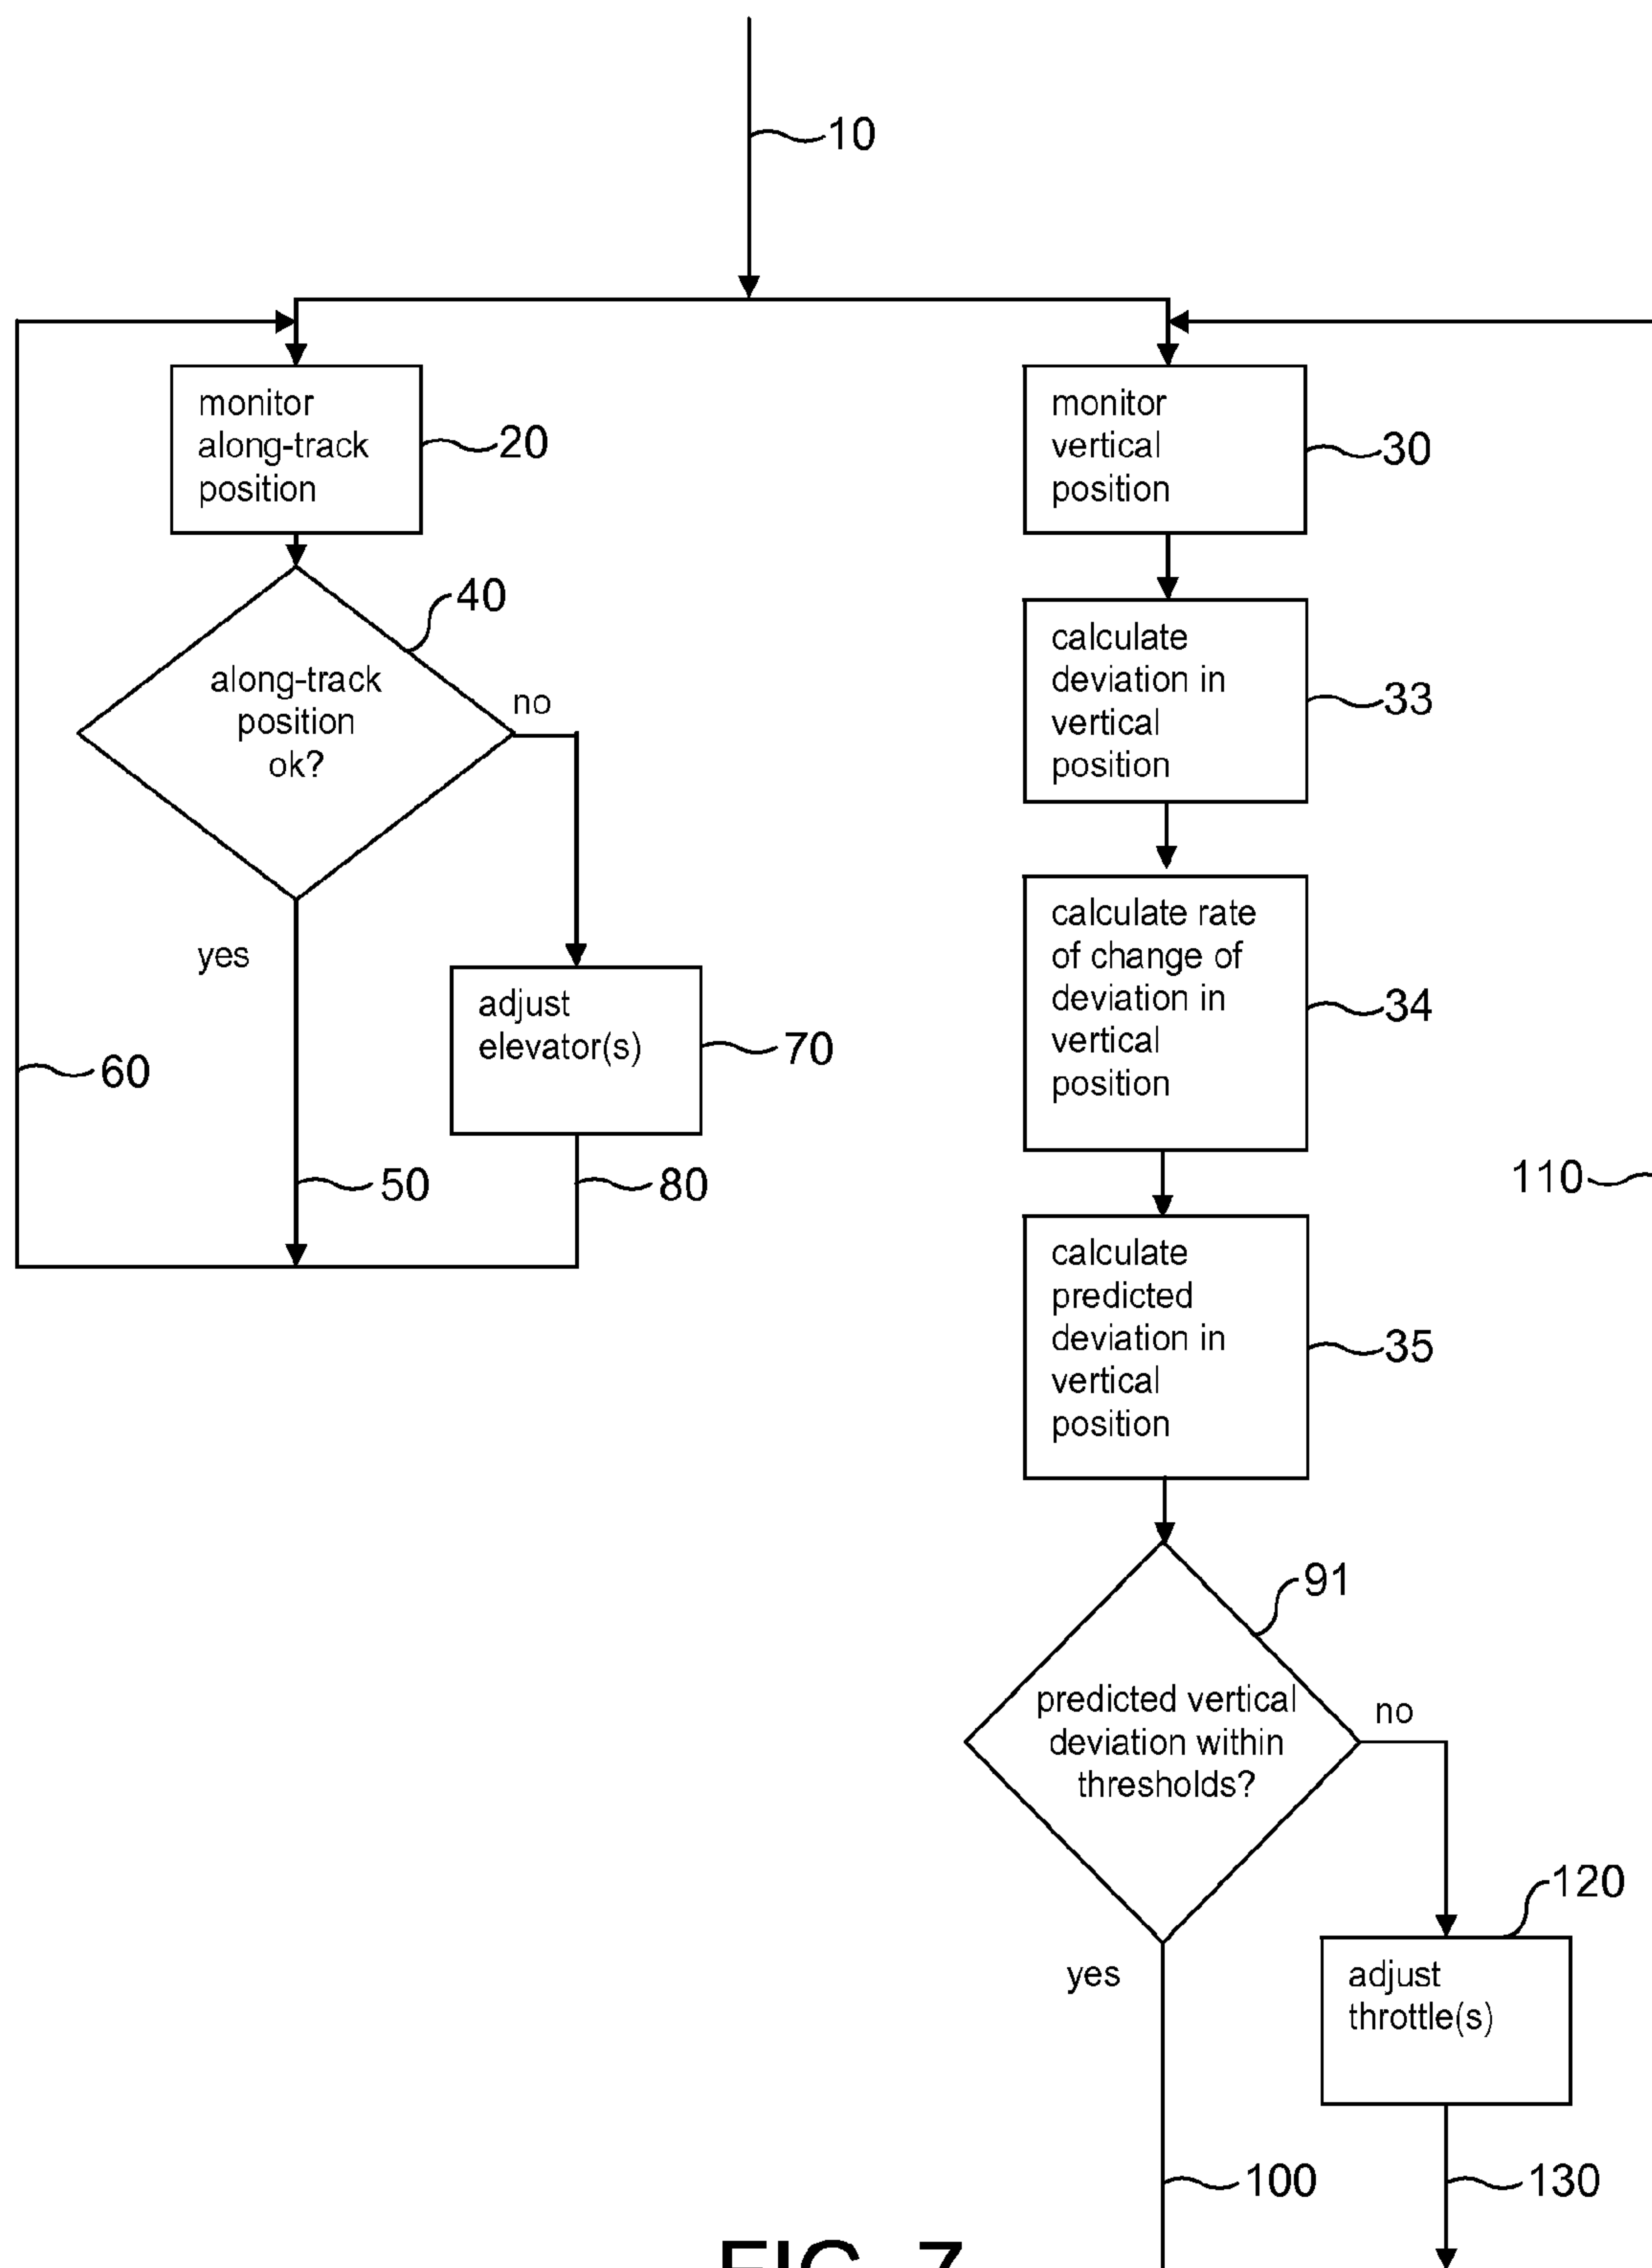 10
monitor
along-track
position
20
monitor
vertical
position
30
40
along-track
position
ok?
no
yes
calculate
deviation in
vertical
position
33
calculate rate
of change of
deviation in
vertical
position
34
adjust
elevator(s)
70
60
50
80
110
calculate
predicted
deviation in
vertical
position
35
91
predicted vertical
deviation within
thresholds?
no
yes
120
adjust
throttle(s)
100
130
FIG. 7